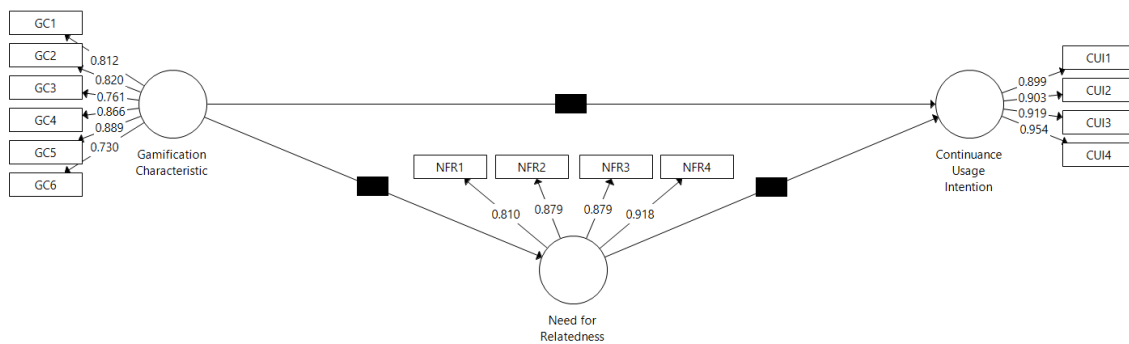 GC1
GC2
GC3
GC4
GC5
GC6
0.812
0.820
0.761
0.866
0.889
0.730
Gamification
Characteristic
NFR1
NFR2
NFR3
NFR4
0.810
0.879
0.879
0.918
Need for
Relatedness
Continuance
Usage
Intention
0.899
0.903
0.919
0.954
CUI1
CUI2
CUI3
CUI4